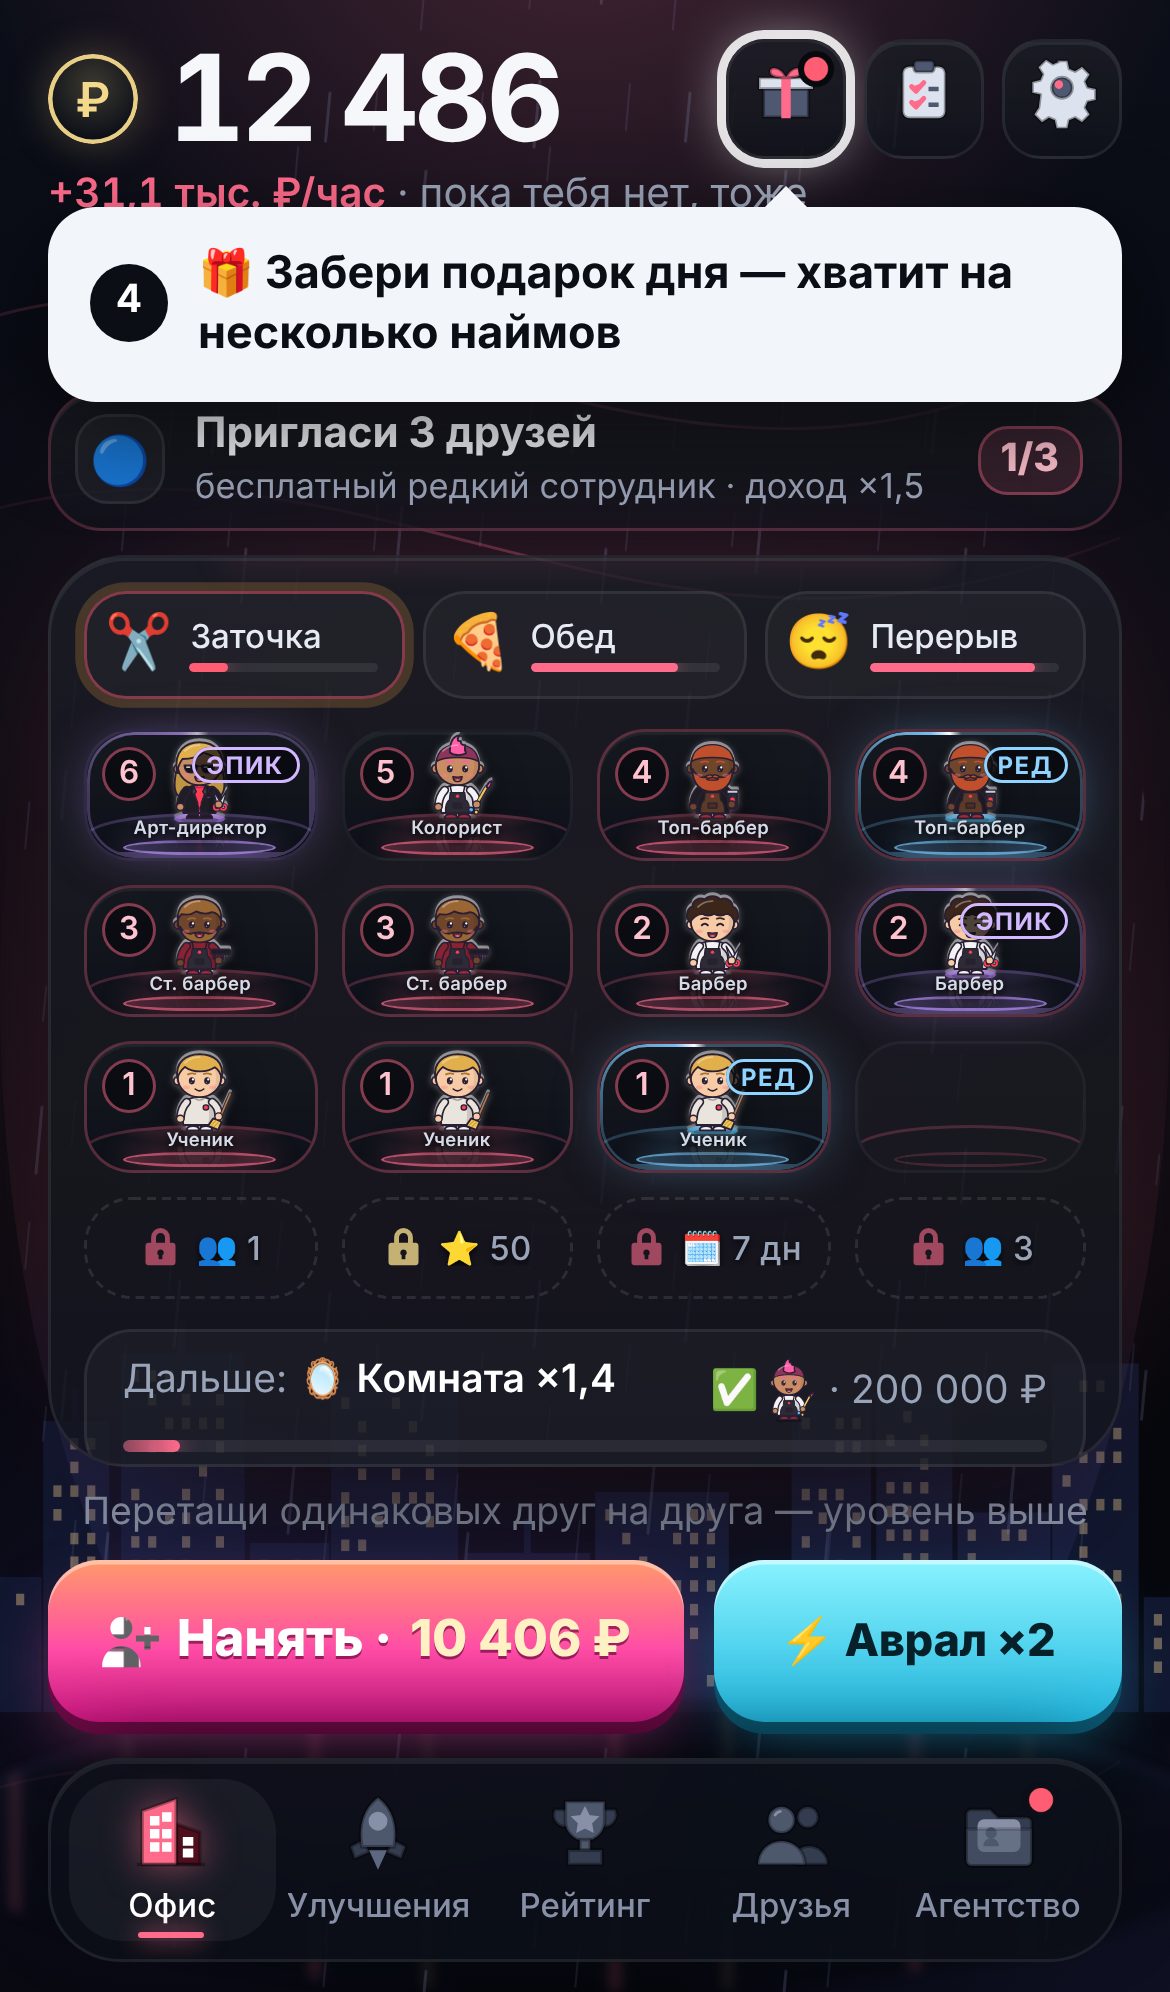 ₽ 12 486
+31,1 тыс. ₽/час · пока тебя нет, тоже
4
🎁 Забери подарок дня — хватит на
несколько наймов
Пригласи 3 друзей
бесплатный редкий сотрудник · доход ×1,5
1/3
Заточка
Обед
Перерыв
6 ЭПИК
Арт-директор
5
Колорист
4
Топ-барбер
4 РЕД
Топ-барбер
3
Ст. барбер
3
Ст. барбер
2
Барбер
2 ЭПИК
Барбер
1
Ученик
1
Ученик
1 РЕД
Ученик
1
50
7 дн
3
Дальше: Комната ×1,4
· 200 000 ₽
Перетащи одинаковых друг на друга — уровень выше
Нанять · 10 406 ₽
Аврал ×2
Офис
Улучшения
Рейтинг
Друзья
Агентство